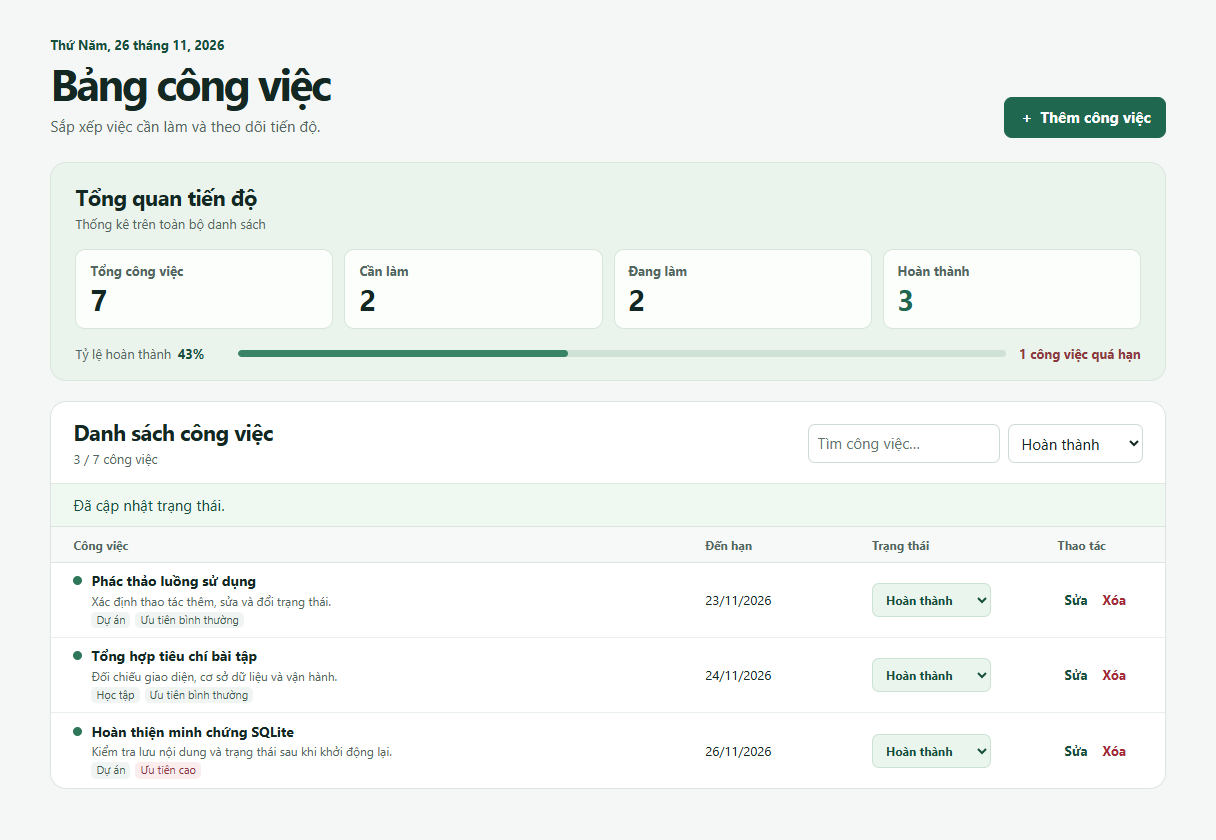 Thứ Năm, 26 tháng 11, 2026
Bảng công việc
Sắp xếp việc cần làm và theo dõi tiến độ.
+ Thêm công việc
Tổng quan tiến độ
Thống kê trên toàn bộ danh sách
Tổng công việc
7
Cần làm
2
Đang làm
2
Hoàn thành
3
Tỷ lệ hoàn thành 43%
1 công việc quá hạn
Danh sách công việc
3 / 7 công việc
Tìm công việc...
Hoàn thành
Đã cập nhật trạng thái.
Công việc Đến hạn Trạng thái Thao tác
Phác thảo luồng sử dụng
Xác định thao tác thêm, sửa và đổi trạng thái.
Dự án Ưu tiên bình thường
23/11/2026 Hoàn thành Sửa Xóa
Tổng hợp tiêu chí bài tập
Đối chiếu giao diện, cơ sở dữ liệu và vận hành.
Học tập Ưu tiên bình thường
24/11/2026 Hoàn thành Sửa Xóa
Hoàn thiện minh chứng SQLite
Kiểm tra lưu nội dung và trạng thái sau khi khởi động lại.
Dự án Ưu tiên cao
26/11/2026 Hoàn thành Sửa Xóa